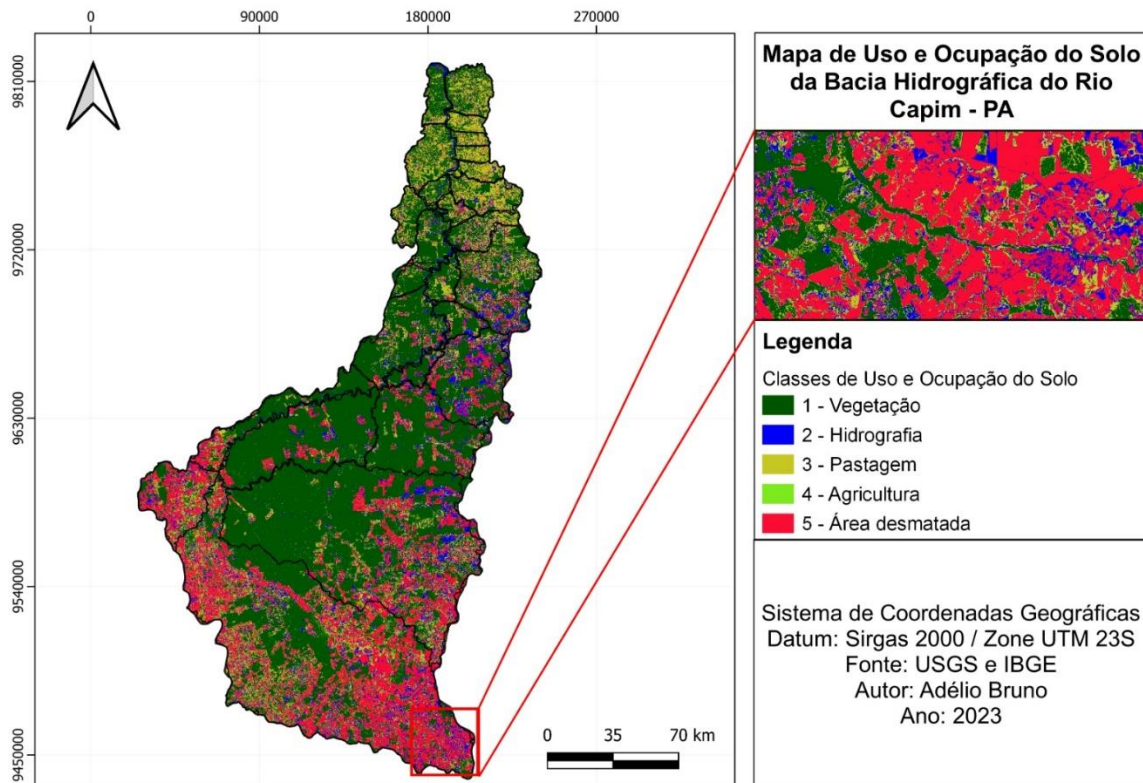 0 90000 180000 270000
9810000
9720000
9630000
9540000
9450000
0 35 70 km
Mapa de Uso e Ocupação do Solo
da Bacia Hidrográfica do Rio
Capim - PA
Legenda
Classes de Uso e Ocupação do Solo
1 - Vegetação
2 - Hidrografia
3 - Pastagem
4 - Agricultura
5 - Área desmatada
Sistema de Coordenadas Geográficas
Datum: Sirgas 2000 / Zone UTM 23S
Fonte: USGS e IBGE
Autor: Adélio Bruno
Ano: 2023